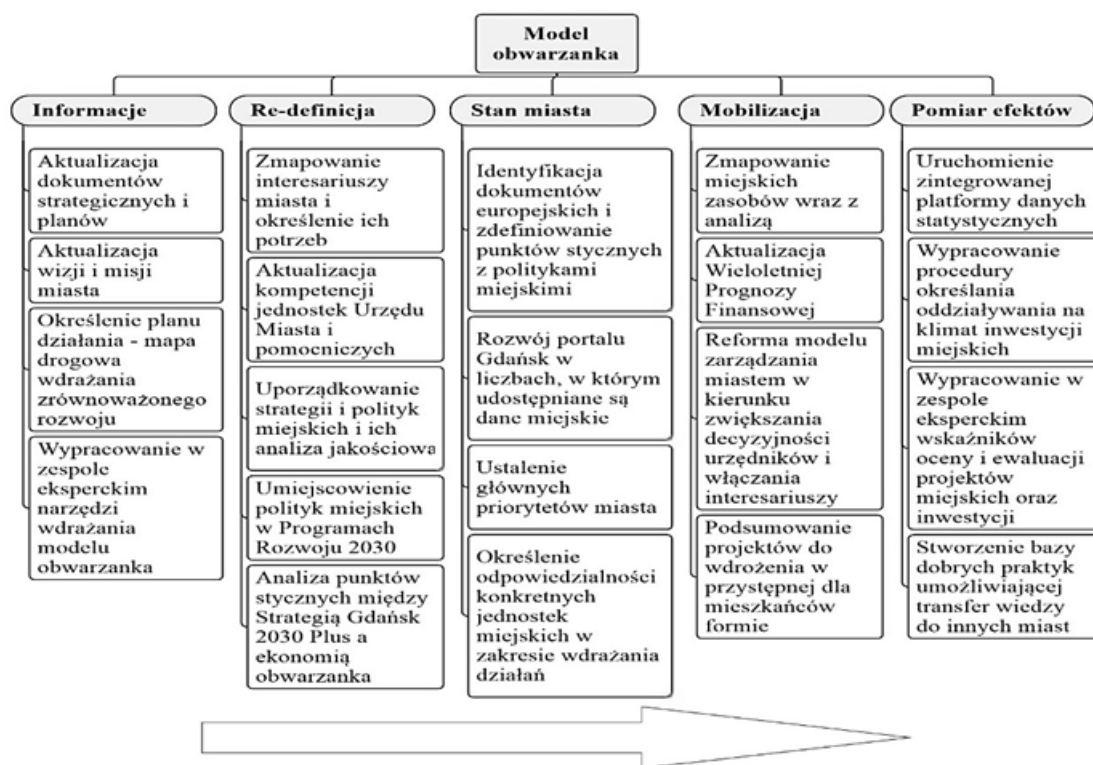 Model
obwarzanka
Informacje
Aktualizacja
dokumentów
strategicznych i
planów
Aktualizacja
wizji i misji
miasta
Określenie planu
działania - mapa
drogowa
wdrażania
zrównoważonego
rozwoju
Wypracowanie w
zespole
eksperckim
narzędzi
wdrażania
modelu
obwarzanka
Re-definicja
Zmapowanie
interesariuszy
miasta i
określenie ich
potrzeb
Aktualizacja
kompetencji
jednostek Urzędu
Miasta i
pomocniczych
Uporządkowanie
strategii i polityk
miejskich i ich
analiza jakościowa
Umiejscowienie
polityk miejskich
w Programach
Rozwoju 2030
Analiza punktów
stycznych między
Strategią Gdańsk
2030 Plus a
ekonomią
obwarzanka
Stan miasta
Identyfikacja
dokumentów
europejskich i
zdefiniowanie
punktów stycznych
z politykami
miejskimi
Rozwój portalu
Gdańsk w
liczbach, w którym
udostępniane są
dane miejskie
Ustalenie
głównych
priorytetów miasta
Określenie
odpowiedzialności
konkretnych
jednostek
miejskich w
zakresie wdrażania
działań
Mobilizacja
Zmapowanie
miejskich
zasobów wraz z
analizą
Aktualizacja
Wieloletniej
Prognozy
Finansowej
Reforma modelu
zarządzania
miastem w
kierunku
zwiększania
decyzyjności
urzędników i
włączania
interesariuszy
Podsumowanie
projektów do
wdrożenia w
przystępnej dla
mieszkańców
formie
Pomiar efektów
Uruchomienie
zintegrowanej
platformy danych
statystycznych
Wypracowanie
procedury
określania
oddziaływania na
klimat inwestycji
miejskich
Wypracowanie w
zespole
eksperckim
wskaźników
oceny i ewaluacji
projektów
miejskich oraz
inwestycji
Stworzenie bazy
dobrych praktyk
umożliwiającej
transfer wiedzy
do innych miast